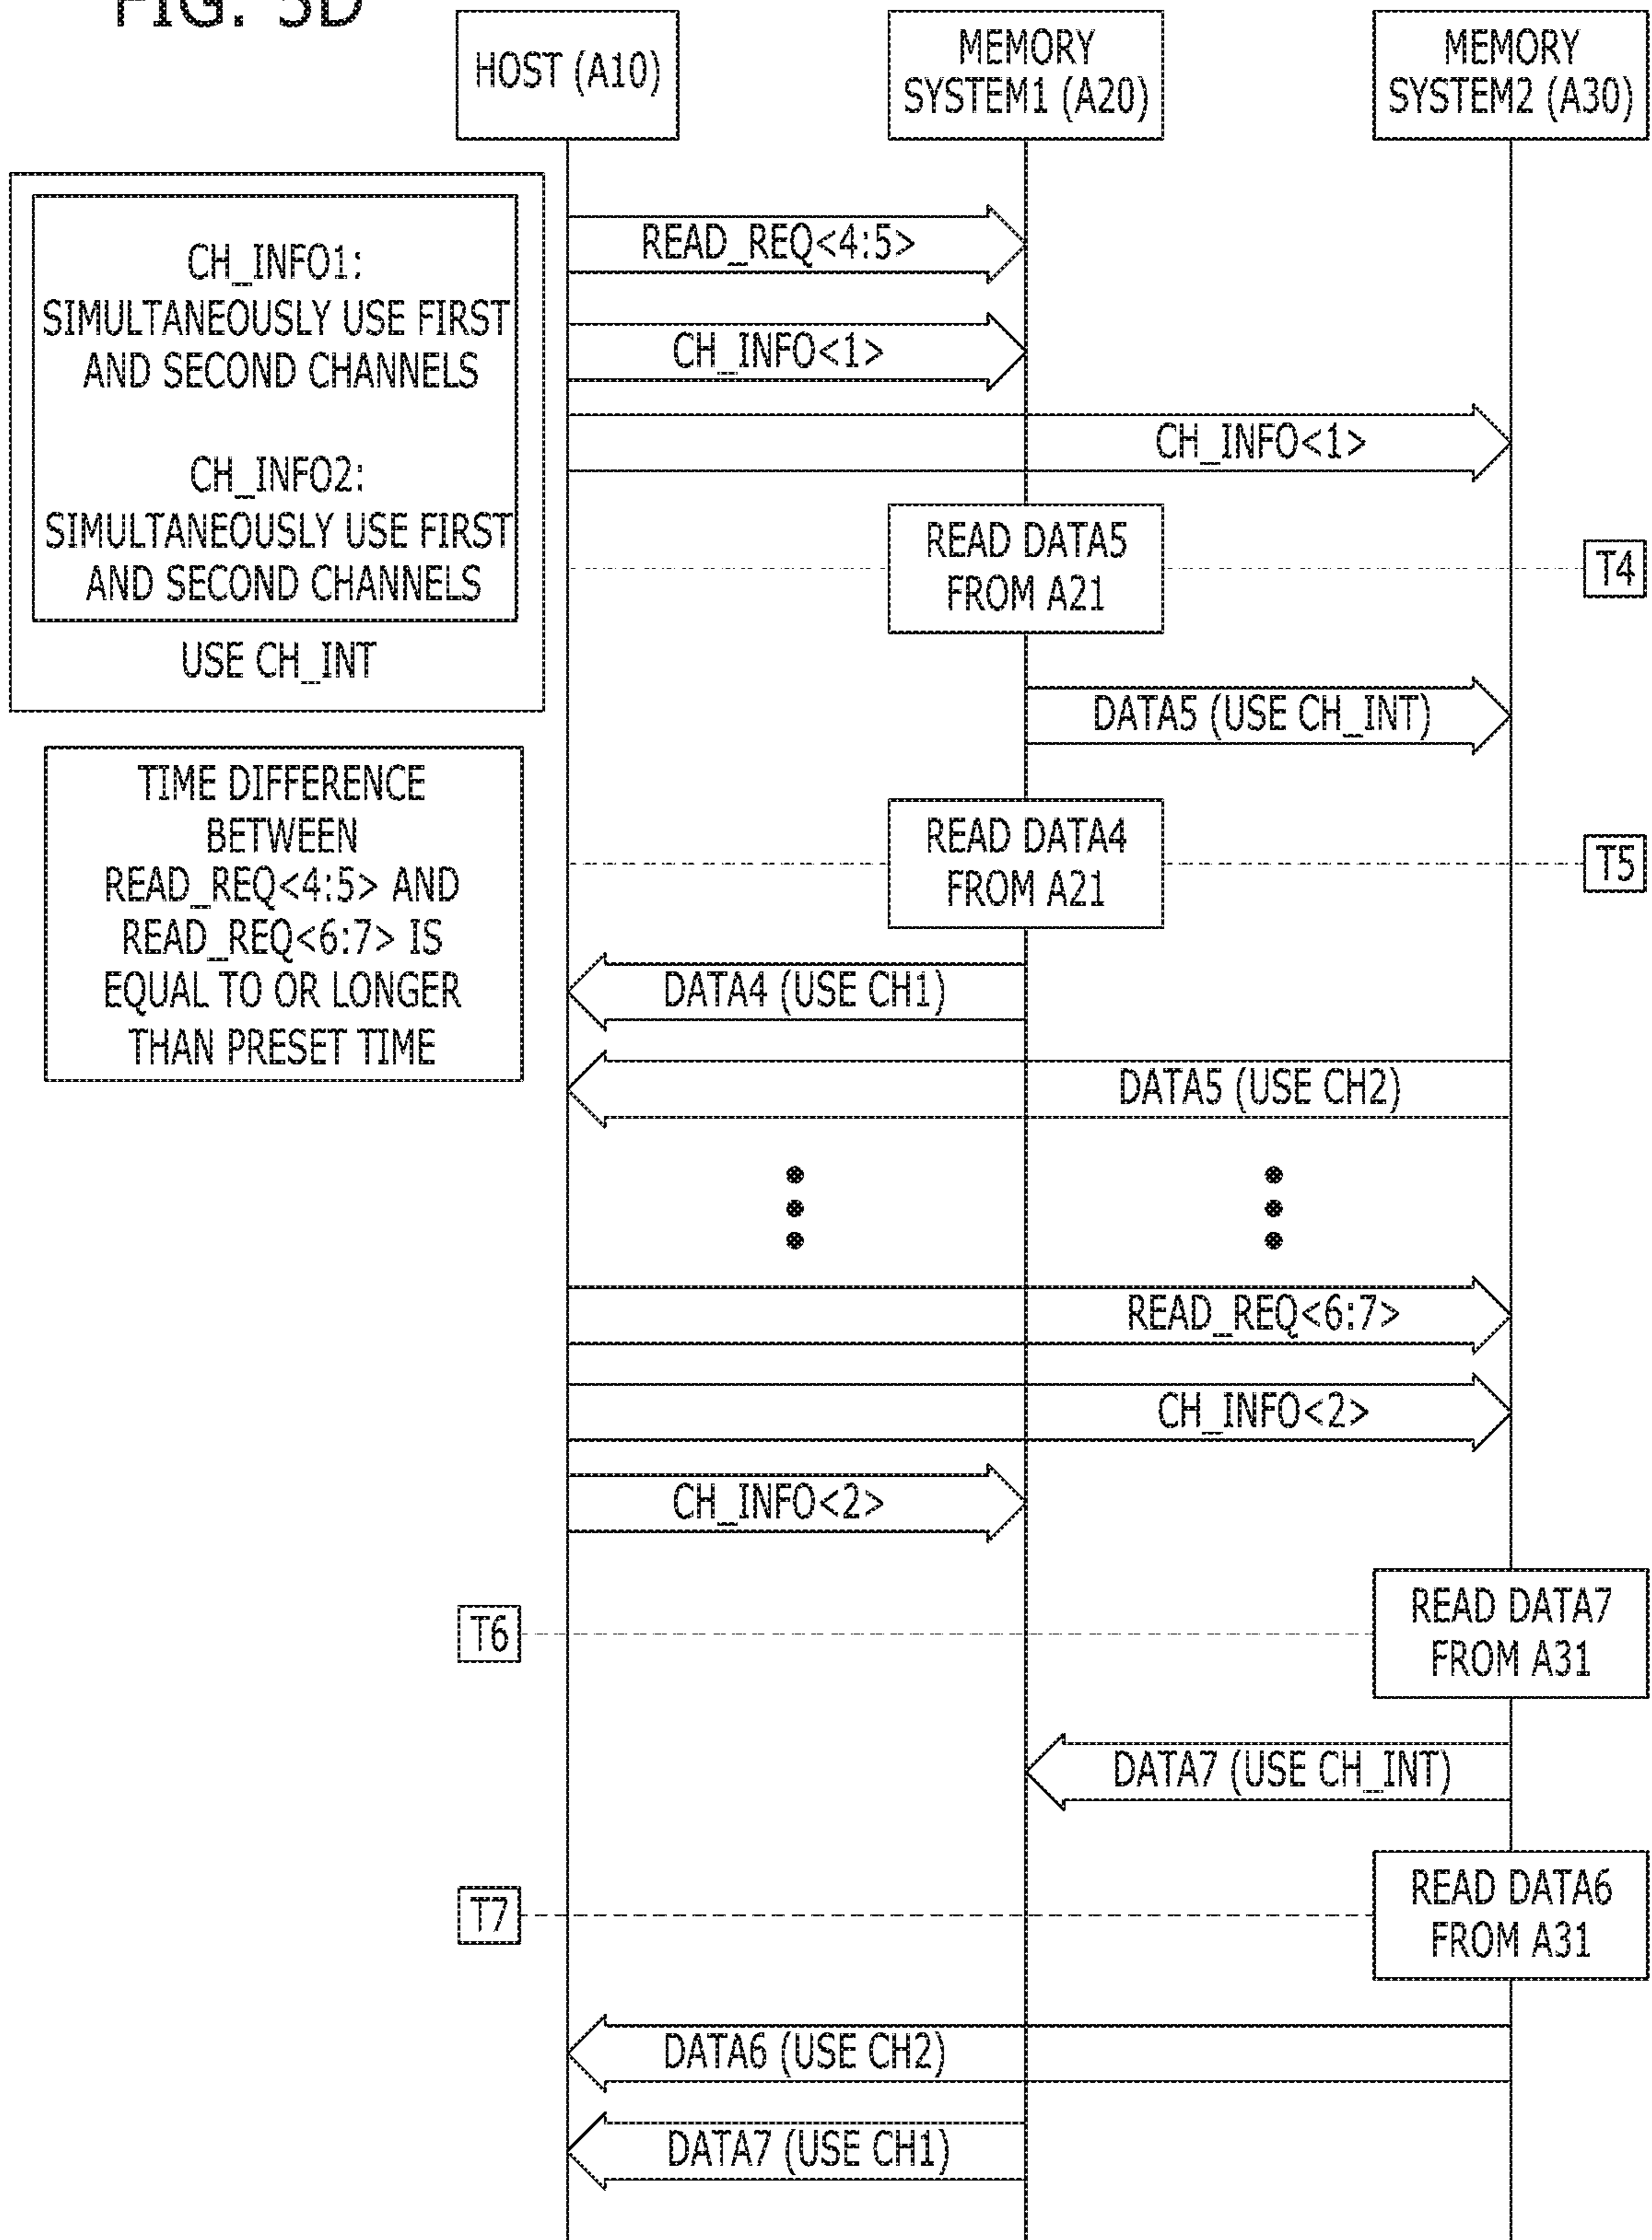 FIG. 5D
HOST (A10)
MEMORY
SYSTEM1 (A20)
MEMORY
SYSTEM2 (A30)
CH_INFO1:
SIMULTANEOUSLY USE FIRST
AND SECOND CHANNELS
CH_INFO2:
SIMULTANEOUSLY USE FIRST
AND SECOND CHANNELS
USE CH_INT
READ_REQ<4:5>
CH_INFO<1>
CH_INFO<1>
READ DATA5
FROM A21
T4
DATA5 (USE CH_INT)
TIME DIFFERENCE
BETWEEN
READ_REQ<4:5> AND
READ_REQ<6:7> IS
EQUAL TO OR LONGER
THAN PRESET TIME
READ DATA4
FROM A21
T5
DATA4 (USE CH1)
DATA5 (USE CH2)
READ_REQ<6:7>
CH_INFO<2>
CH_INFO<2>
READ DATA7
FROM A31
T6
DATA7 (USE CH_INT)
READ DATA6
FROM A31
T7
DATA6 (USE CH2)
DATA7 (USE CH1)